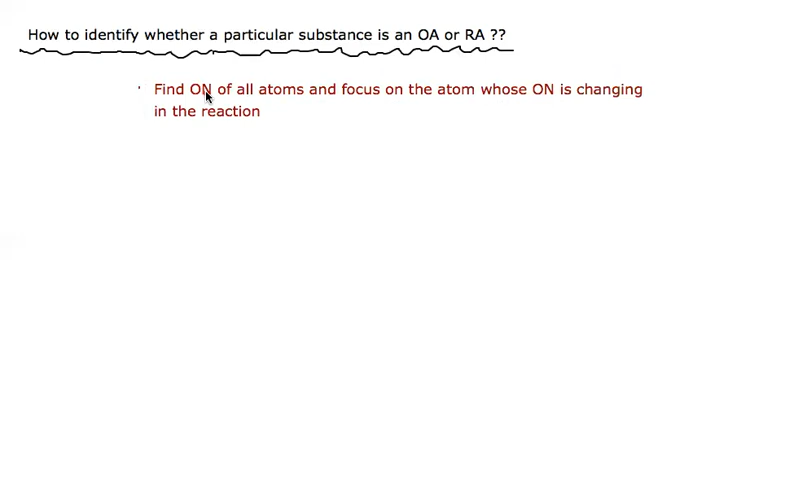 How to identify whether a particular substance is an OA or RA ??
Find ON of all atoms and focus on the atom whose ON is changing
in the reaction